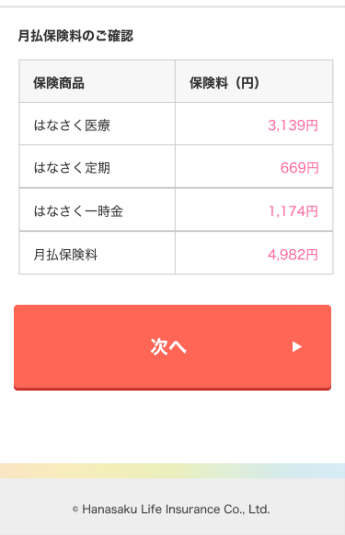 月払保険料のご確認
保険商品 保険料（円）
はなさく医療 3,139円
はなさく定期 669円
はなさく一時金 1,174円
月払保険料 4,982円
次へ ▶
© Hanasaku Life Insurance Co., Ltd.